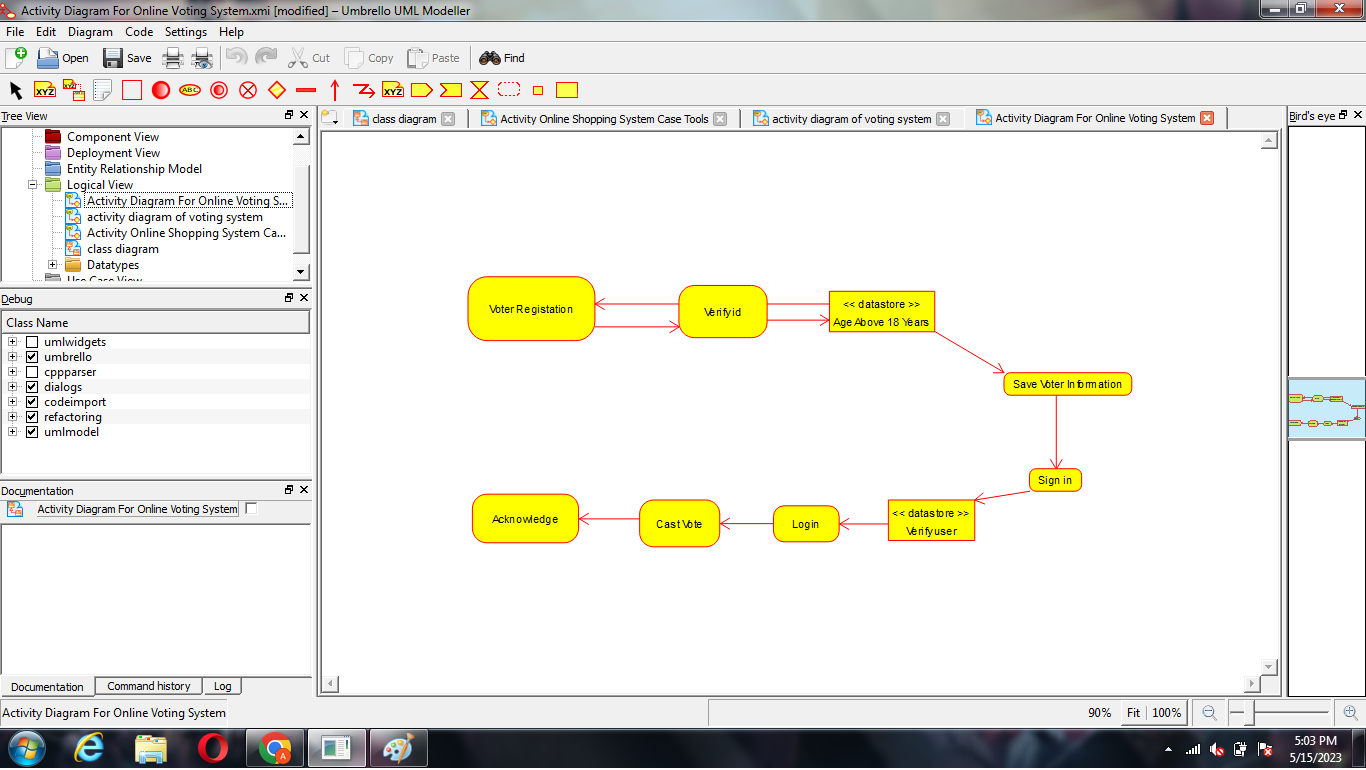 Activity Diagram For Online Voting System.xmi [modified] – Umbrello UML Modeller
File Edit Diagram Code Settings Help
Open Save Cut Copy Paste Find
XYZ ABC XYZ
Tree View
Component View
Deployment View
Entity Relationship Model
Logical View
Activity Diagram For Online Voting S...
activity diagram of voting system
Activity Online Shopping System Ca...
class diagram
Datatypes
Use Case View
Debug
Class Name
umlwidgets
umbrello
cppparser
dialogs
codeimport
refactoring
umlmodel
Documentation
Activity Diagram For Online Voting System
Documentation Command history Log
class diagram Activity Online Shopping System Case Tools activity diagram of voting system Activity Diagram For Online Voting System
Voter Registation
Verify id
<< datastore >>
Age Above 18 Years
Save Voter Information
Sign in
<< datastore >>
Verify user
Login
Cast Vote
Acknowledge
Bird's eye
Activity Diagram For Online Voting System
90% Fit 100%
5:03 PM
5/15/2023